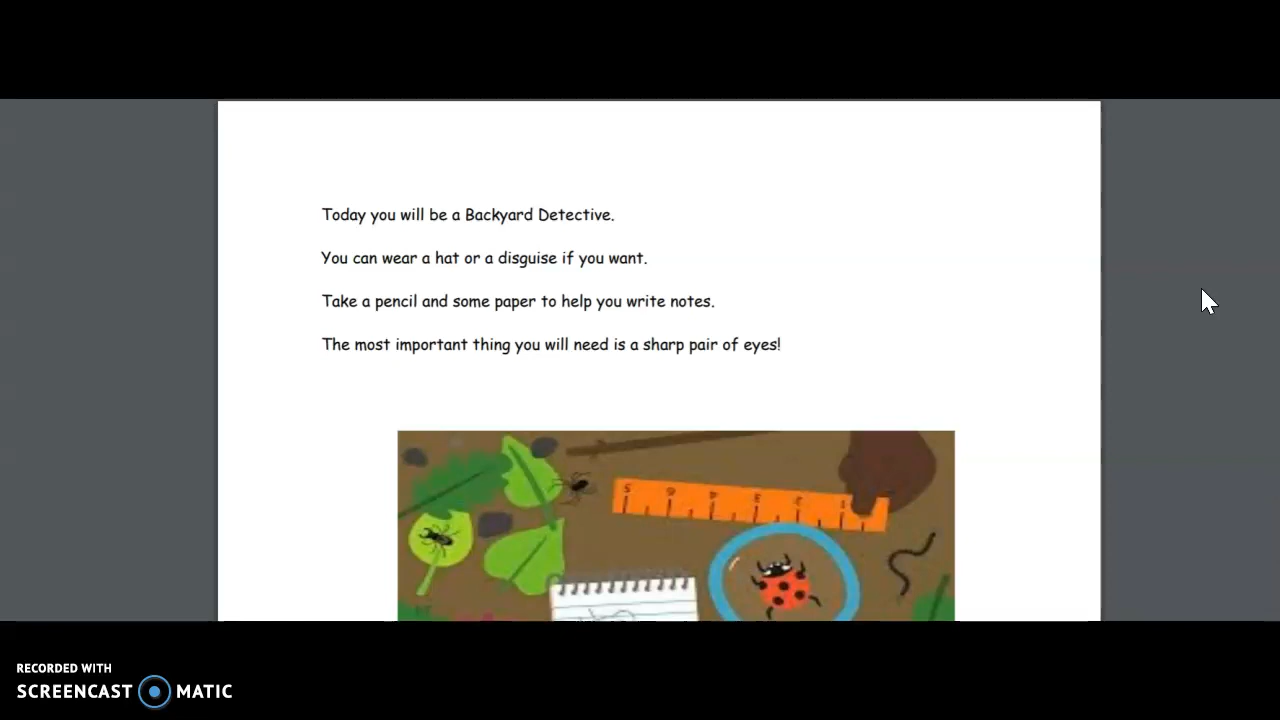 Today you will be a Backyard Detective.
You can wear a hat or a disguise if you want.
Take a pencil and some paper to help you write notes.
The most important thing you will need is a sharp pair of eyes!
RECORDED WITH
SCREENCAST MATIC